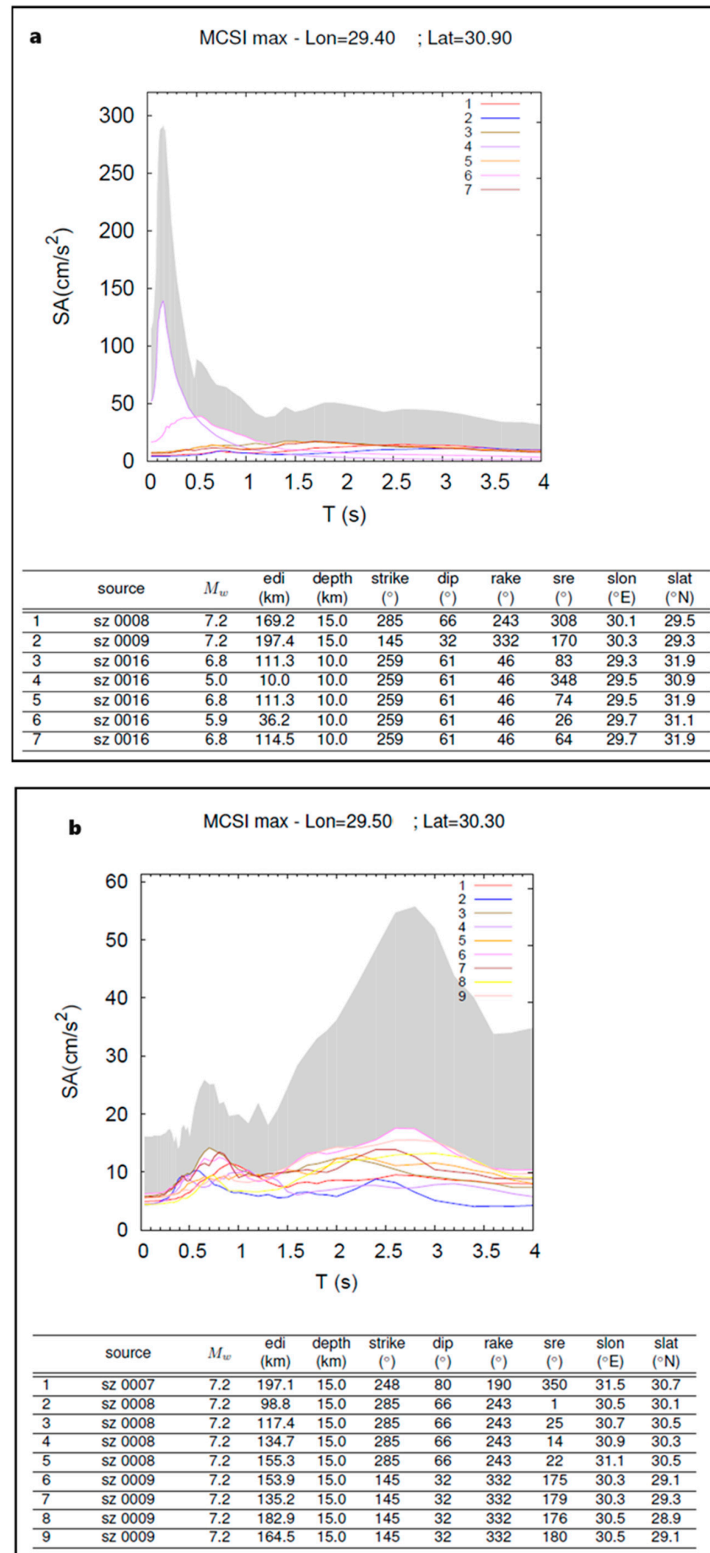 a
MCSI max - Lon=29.40 ; Lat=30.90
300
250
200
150
100
50
0
SA(cm/s²)
1
2
3
4
5
6
7
0 0.5 1 1.5 2 2.5 3 3.5 4
T (s)
source Mw edi (km) depth (km) strike (°) dip (°) rake (°) sre (°) slon (°E) slat (°N)
1 sz 0008 7.2 169.2 15.0 285 66 243 308 30.1 29.5
2 sz 0009 7.2 197.4 15.0 145 32 332 170 30.3 29.3
3 sz 0016 6.8 111.3 10.0 259 61 46 83 29.3 31.9
4 sz 0016 5.0 10.0 10.0 259 61 46 348 29.5 30.9
5 sz 0016 6.8 111.3 10.0 259 61 46 74 29.5 31.9
6 sz 0016 5.9 36.2 10.0 259 61 46 26 29.7 31.1
7 sz 0016 6.8 114.5 10.0 259 61 46 64 29.7 31.9
b
MCSI max - Lon=29.50 ; Lat=30.30
60
50
40
30
20
10
0
SA(cm/s²)
1
2
3
4
5
6
7
8
9
0 0.5 1 1.5 2 2.5 3 3.5 4
T (s)
source Mw edi (km) depth (km) strike (°) dip (°) rake (°) sre (°) slon (°E) slat (°N)
1 sz 0007 7.2 197.1 15.0 248 80 190 350 31.5 30.7
2 sz 0008 7.2 98.8 15.0 285 66 243 1 30.5 30.1
3 sz 0008 7.2 117.4 15.0 285 66 243 25 30.7 30.5
4 sz 0008 7.2 134.7 15.0 285 66 243 14 30.9 30.3
5 sz 0008 7.2 155.3 15.0 285 66 243 22 31.1 30.5
6 sz 0009 7.2 153.9 15.0 145 32 332 175 30.3 29.1
7 sz 0009 7.2 135.2 15.0 145 32 332 179 30.3 29.3
8 sz 0009 7.2 182.9 15.0 145 32 332 176 30.5 28.9
9 sz 0009 7.2 164.5 15.0 145 32 332 180 30.5 29.1